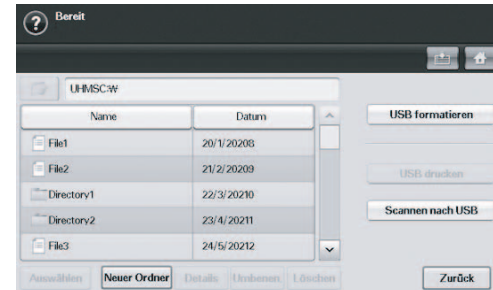 Bereit
UHMSC:\
Name Datum
File1 20/1/20208
File2 21/2/20209
Directory1 22/3/20210
Directory2 23/4/20211
File3 24/5/20212
USB formatieren
USB drucken
Scannen nach USB
Auswählen Neuer Ordner Details Umbenen Löschen Zurück